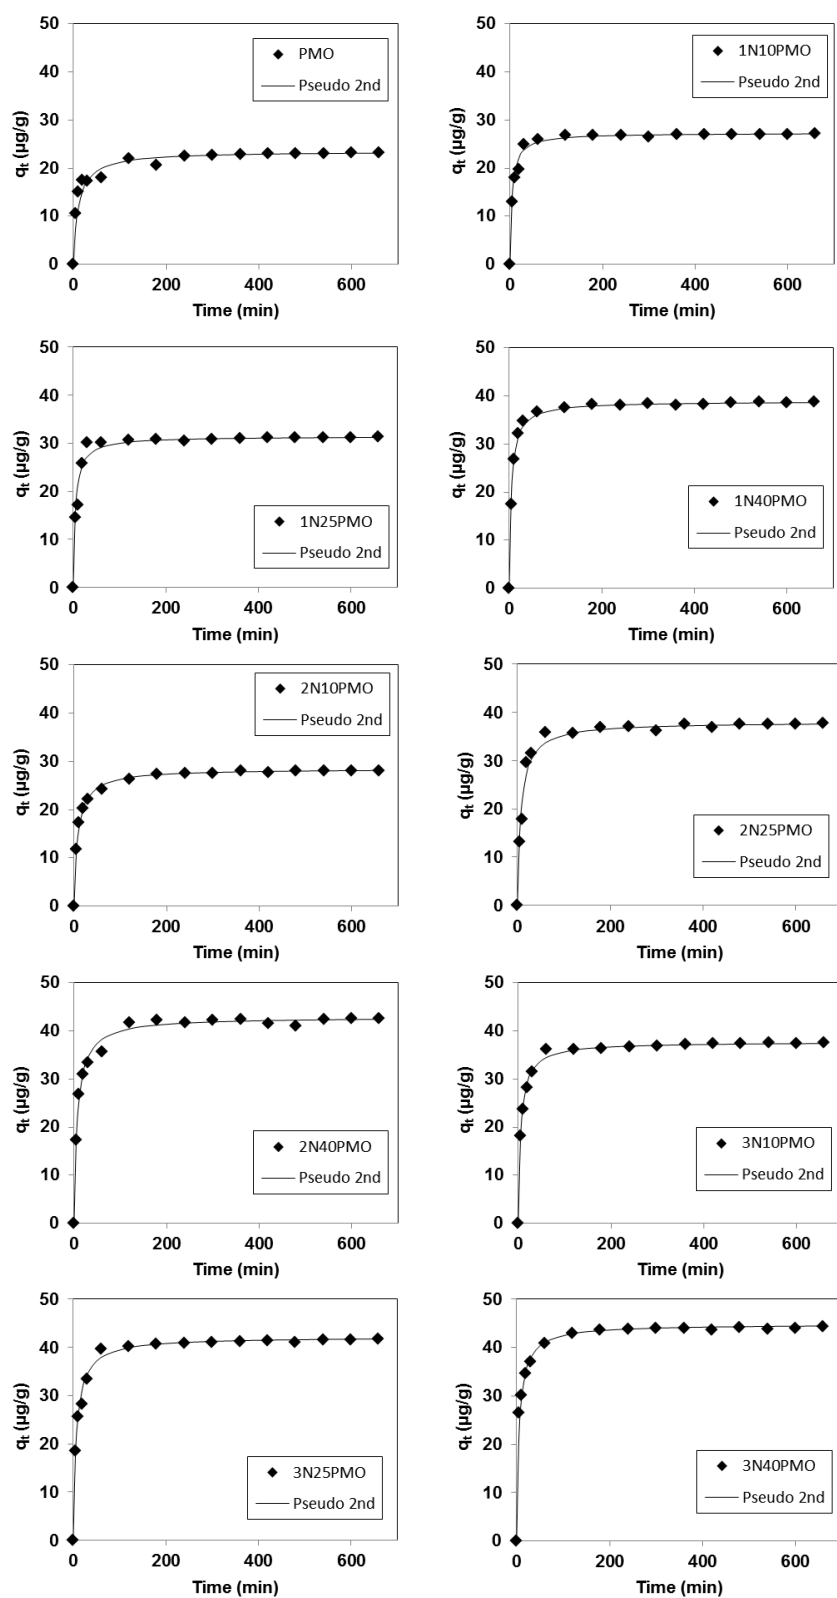 50
40
30
20
10
0
qt (µg/g)
PMO
Pseudo 2nd
0 200 400 600
Time (min)
50
40
30
20
10
0
qt (µg/g)
1N10PMO
Pseudo 2nd
0 200 400 600
Time (min)
50
40
30
20
10
0
qt (µg/g)
1N25PMO
Pseudo 2nd
0 200 400 600
Time (min)
50
40
30
20
10
0
qt (µg/g)
1N40PMO
Pseudo 2nd
0 200 400 600
Time (min)
50
40
30
20
10
0
qt (µg/g)
2N10PMO
Pseudo 2nd
0 200 400 600
Time (min)
50
40
30
20
10
0
qt (µg/g)
2N25PMO
Pseudo 2nd
0 200 400 600
Time (min)
50
40
30
20
10
0
qt (µg/g)
2N40PMO
Pseudo 2nd
0 200 400 600
Time (min)
50
40
30
20
10
0
qt (µg/g)
3N10PMO
Pseudo 2nd
0 200 400 600
Time (min)
50
40
30
20
10
0
qt (µg/g)
3N25PMO
Pseudo 2nd
0 200 400 600
Time (min)
50
40
30
20
10
0
qt (µg/g)
3N40PMO
Pseudo 2nd
0 200 400 600
Time (min)